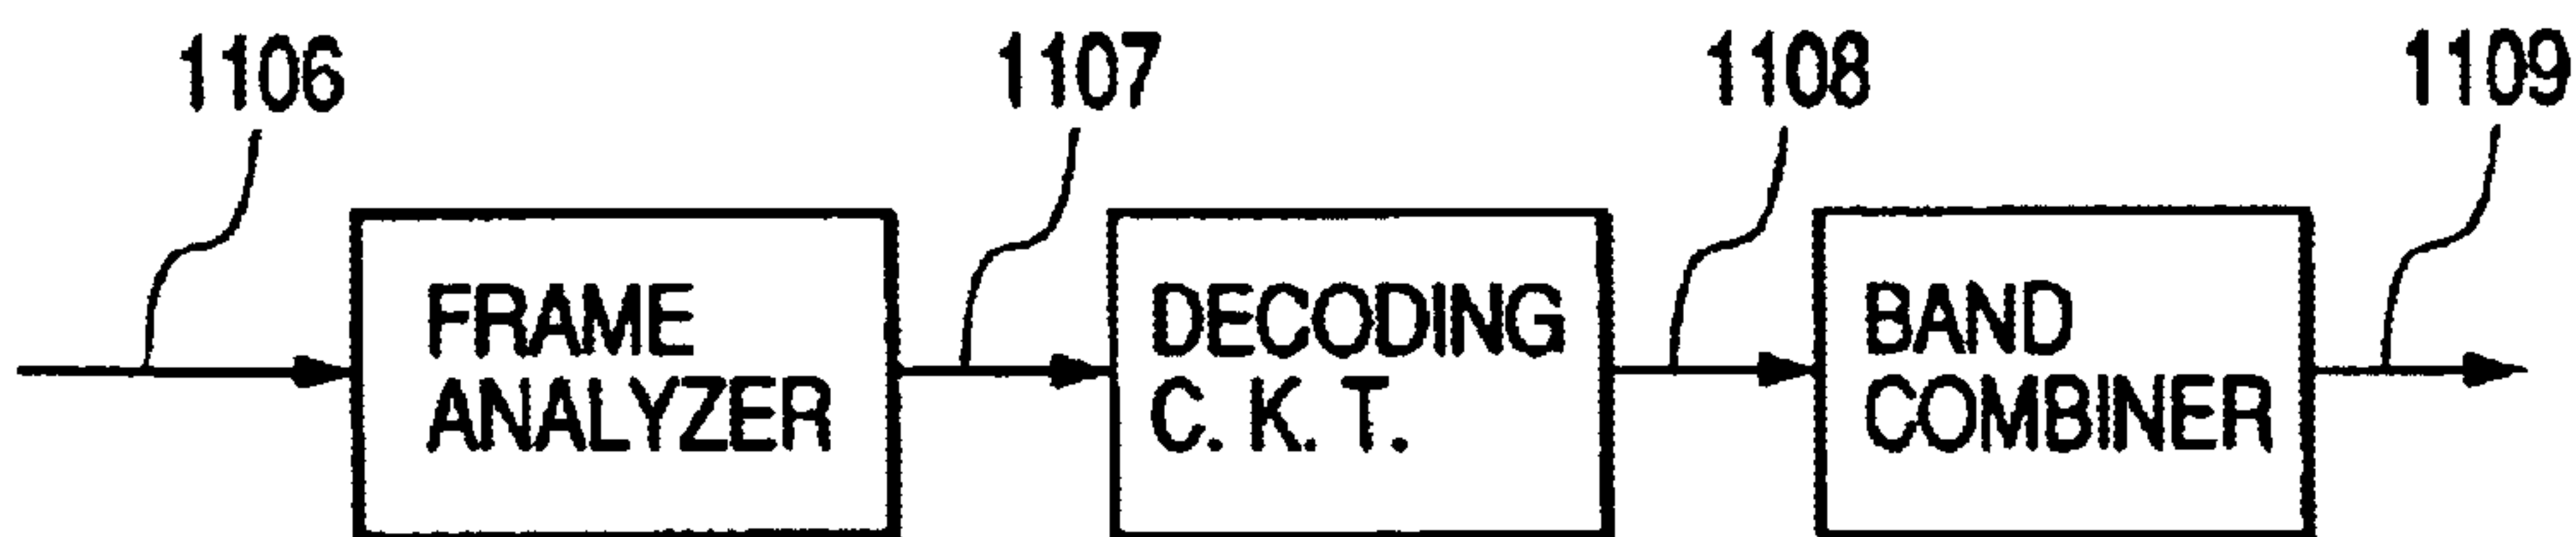 1106
1107
1108
1109
FRAME
ANALYZER
DECODING
C. K. T.
BAND
COMBINER